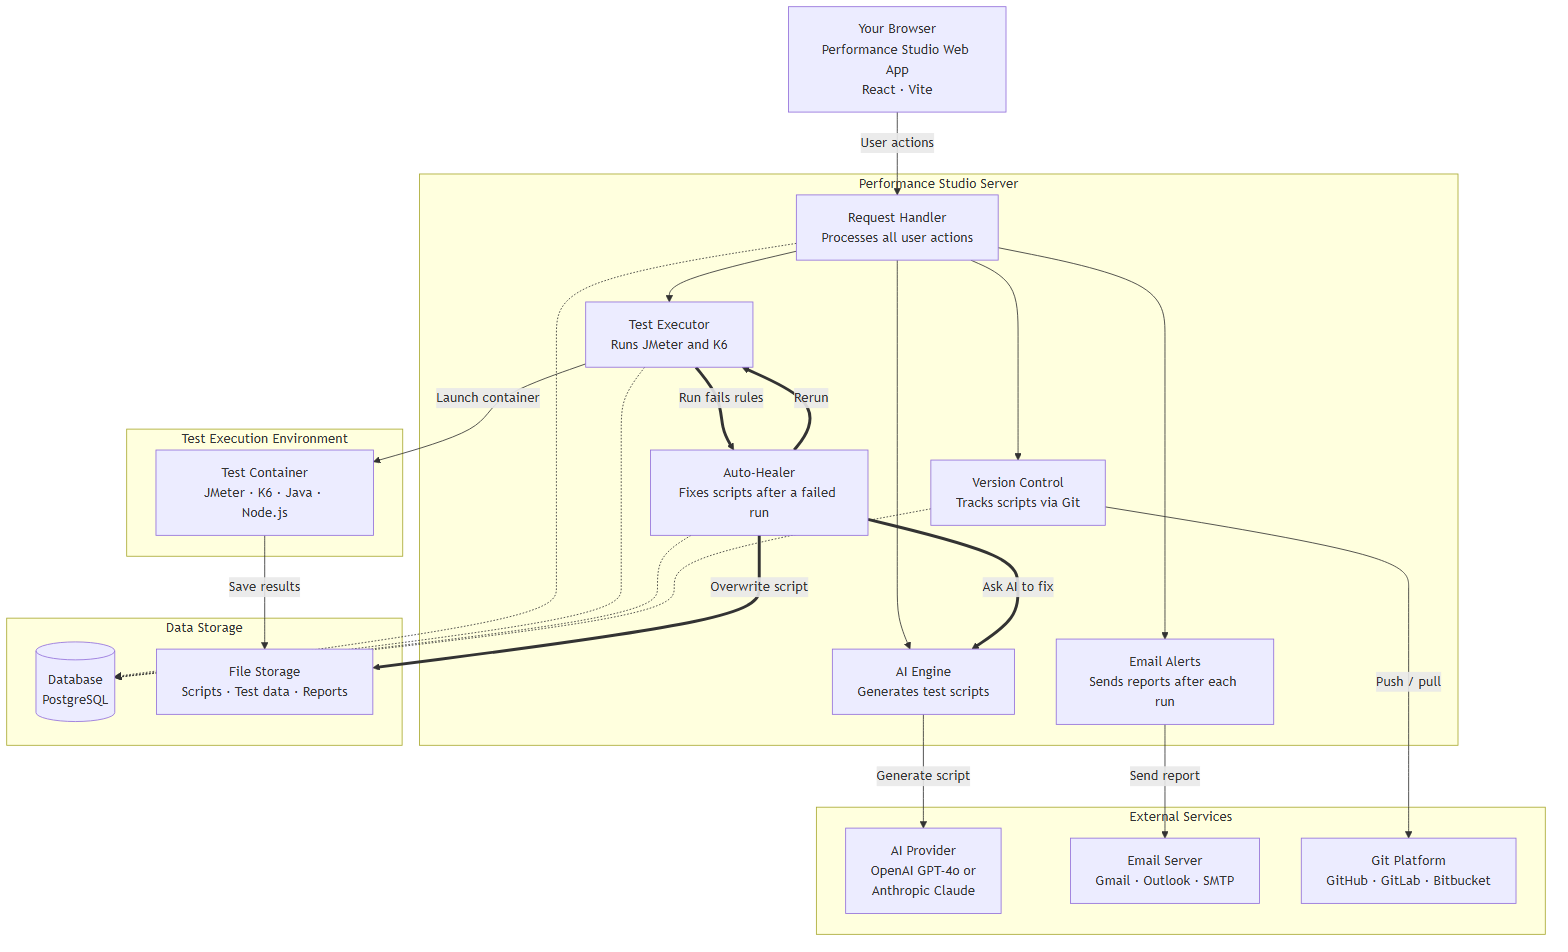 Your Browser
Performance Studio Web
App
React · Vite
User actions
Performance Studio Server
Request Handler
Processes all user actions
Test Executor
Runs JMeter and K6
Launch container
Run fails rules
Rerun
Test Execution Environment
Test Container
JMeter · K6 · Java ·
Node.js
Auto-Healer
Fixes scripts after a failed
run
Version Control
Tracks scripts via Git
Save results
Overwrite script
Ask AI to fix
Data Storage
Database
PostgreSQL
File Storage
Scripts · Test data · Reports
AI Engine
Generates test scripts
Email Alerts
Sends reports after each
run
Push / pull
Generate script
Send report
External Services
AI Provider
OpenAI GPT-4o or
Anthropic Claude
Email Server
Gmail · Outlook · SMTP
Git Platform
GitHub · GitLab · Bitbucket